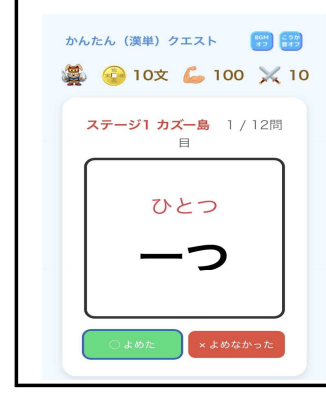 かんたん（漢単）クエスト
BGM
オフ
こうか
音オフ
10文 100 10
ステージ1 カズー島 1 / 12問
目
ひとつ
一つ
○ よめた
× よめなかった